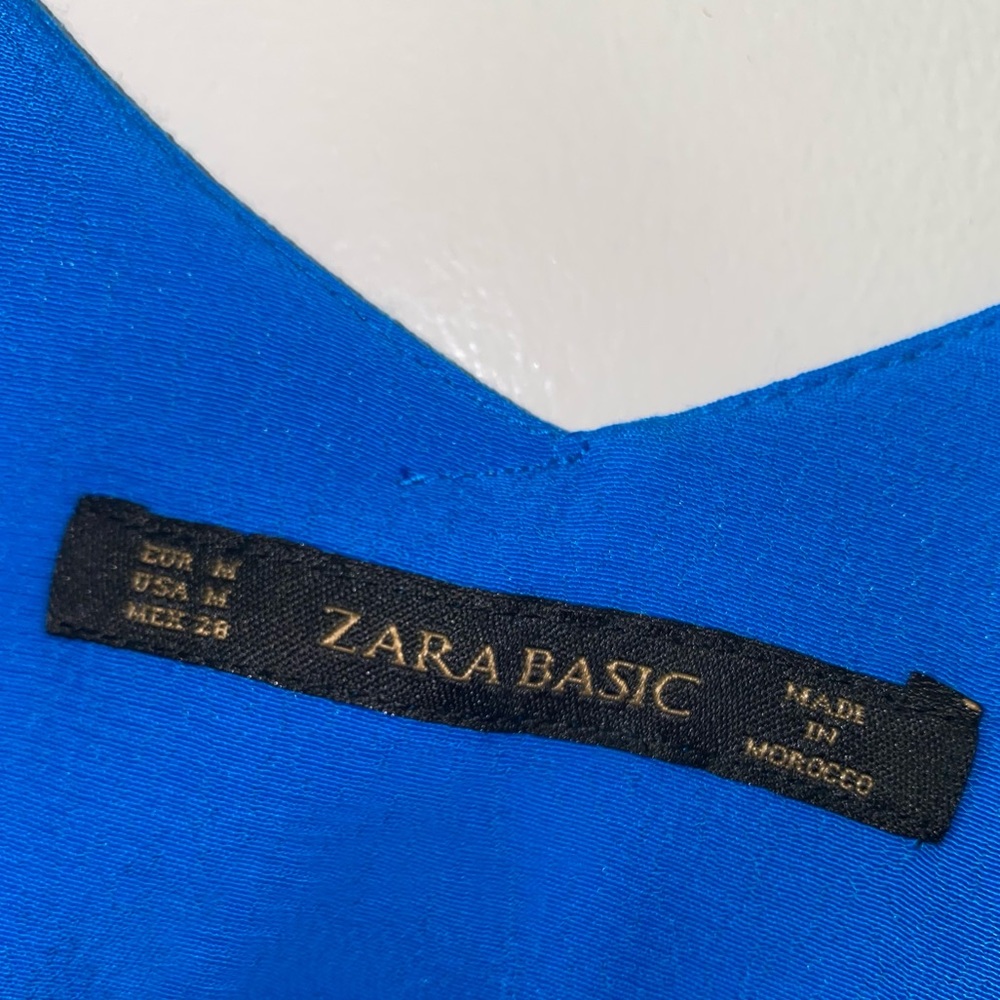 EUR M
USA M
MEX 28
ZARA BASIC
MADE
IN
MOROCCO